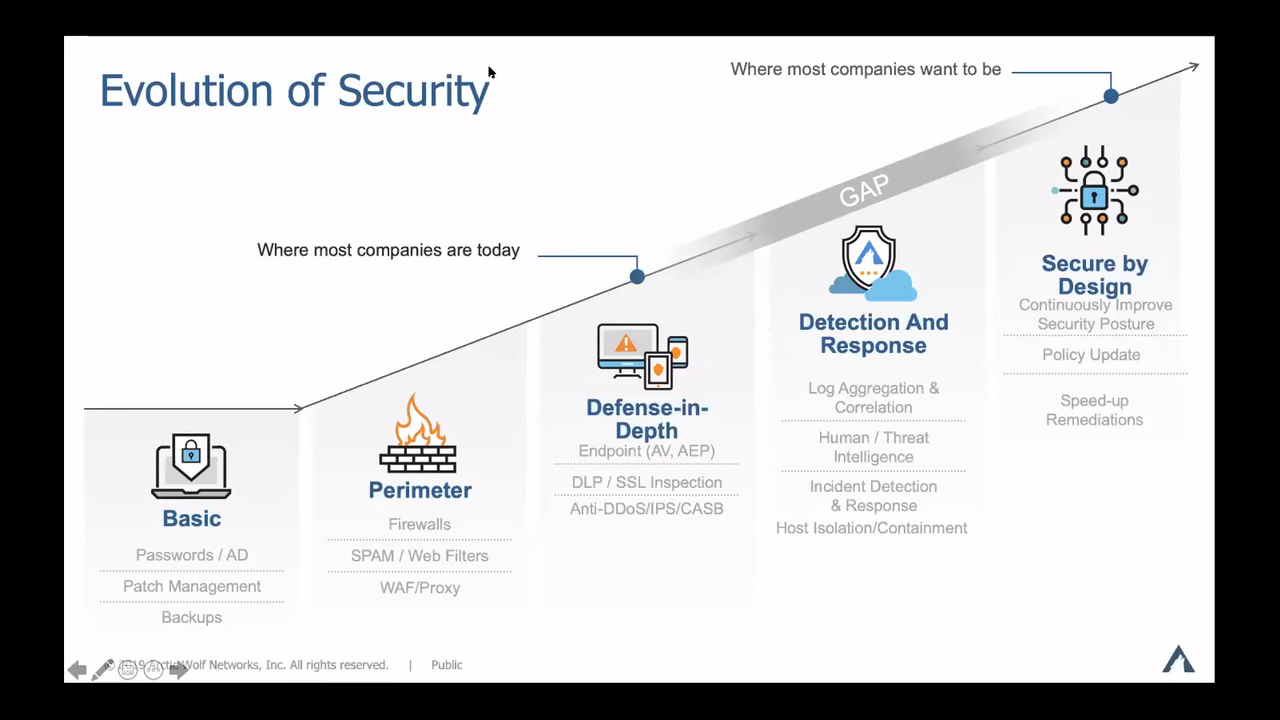 Evolution of Security
Where most companies want to be
GAP
Where most companies are today
Basic
Passwords / AD
Patch Management
Backups
Perimeter
Firewalls
SPAM / Web Filters
WAF/Proxy
Defense-in-
Depth
Endpoint (AV, AEP)
DLP / SSL Inspection
Anti-DDoS/IPS/CASB
Detection And
Response
Log Aggregation &
Correlation
Human / Threat
Intelligence
Incident Detection
& Response
Host Isolation/Containment
Secure by
Design
Continuously Improve
Security Posture
Policy Update
Speed-up
Remediations
© 2019 Arctic Wolf Networks, Inc. All rights reserved. | Public